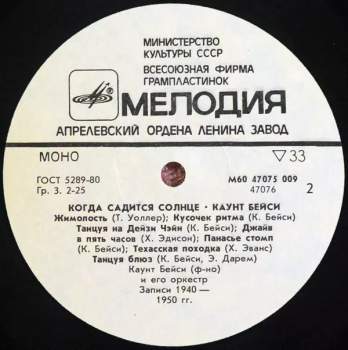 МИНИСТЕРСТВО
КУЛЬТУРЫ СССР
ВСЕСОЮЗНАЯ ФИРМА
ГРАМПЛАСТИНОК
МЕЛОДИЯ
АПРЕЛЕВСКИЙ ОРДЕНА ЛЕНИНА ЗАВОД
МОНО ▽33
ГОСТ 5289-80 М60 47075 009
Гр. 3. 2-25 47076 2
КОГДА САДИТСЯ СОЛНЦЕ · КАУНТ БЕЙСИ
Жимолость (Т. Уоллер); Кусочек ритма (К. Бейси)
Танцуя на Дейзи Чэйн (К. Бейси); Джайв
в пять часов (Х. Эдисон); Панасье стомп
(К. Бейси); Техасская походка (Х. Эванс)
Танцуя блюз (К. Бейси, Э. Дарем)
Каунт Бейси (ф-но)
и его оркестр
Записи 1940—
1950 гг.